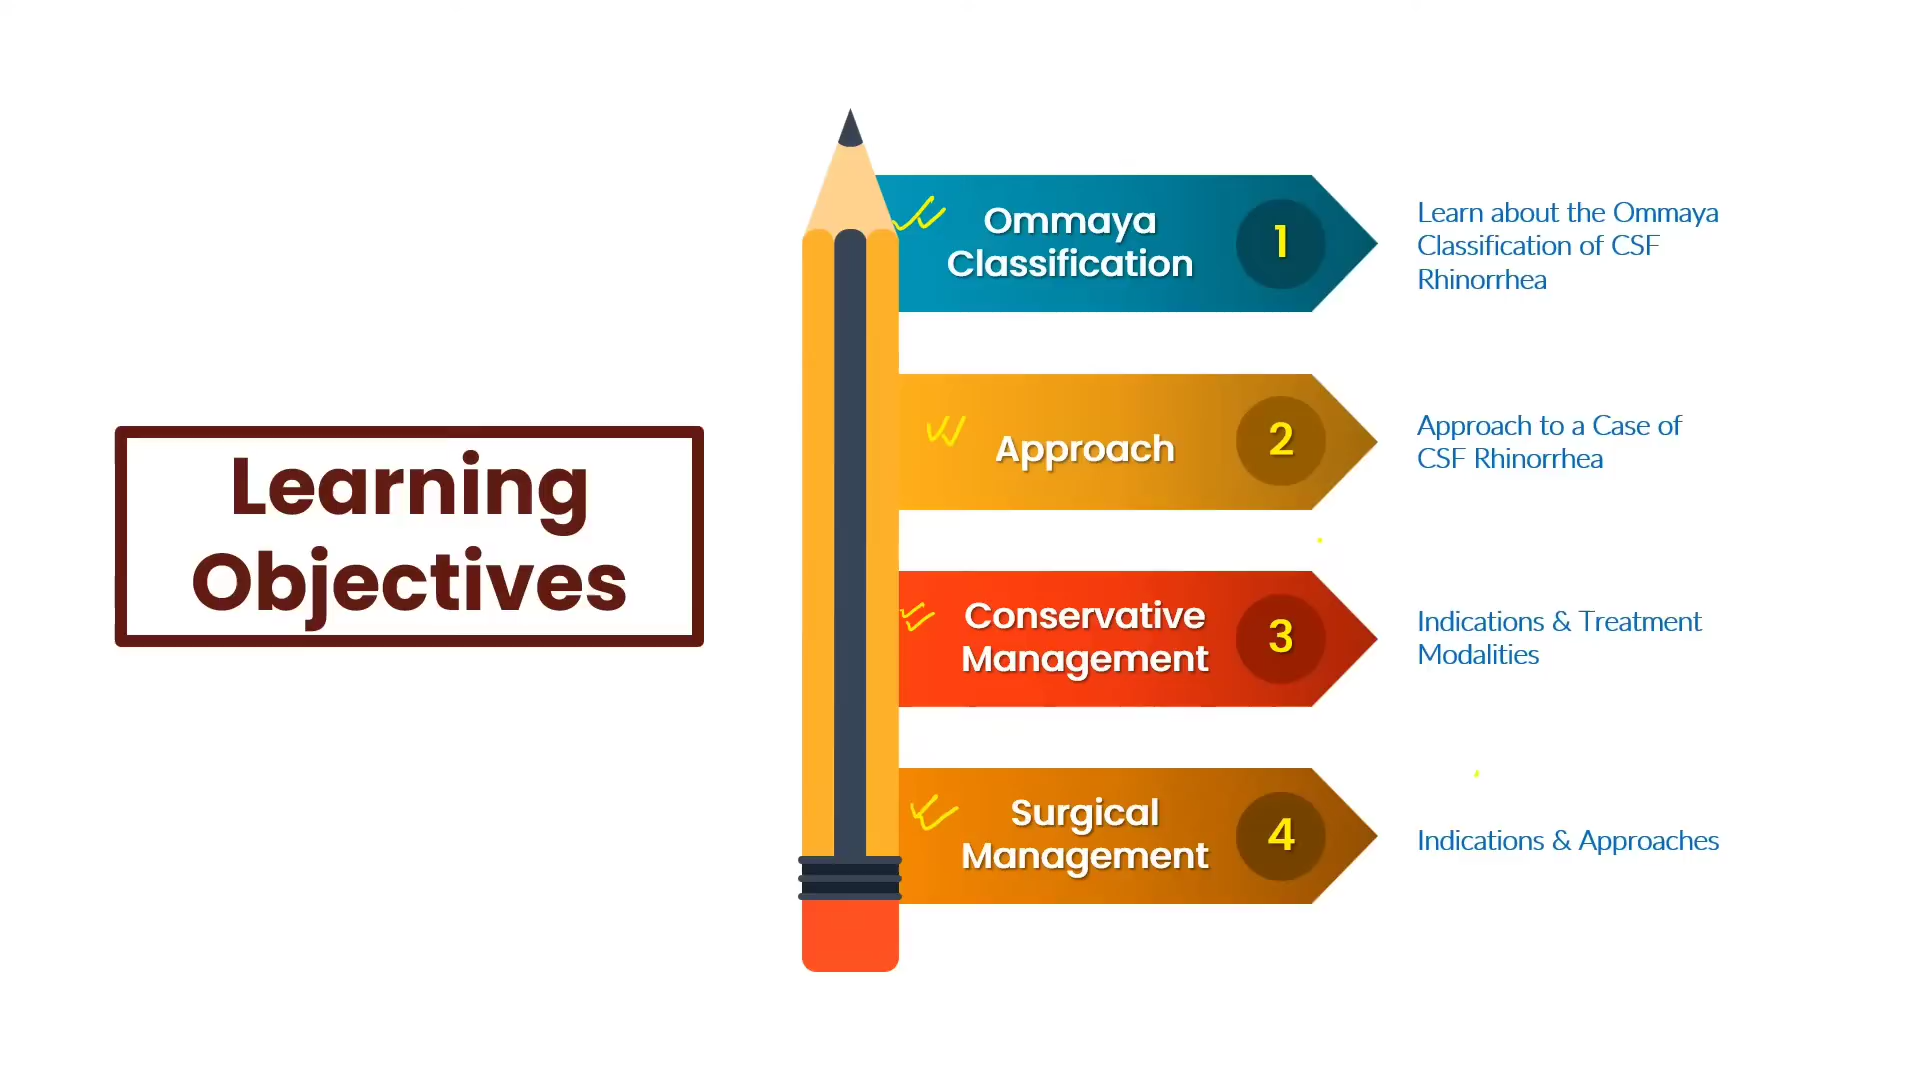 Learning
Objectives
Ommaya
Classification
1
Learn about the Ommaya
Classification of CSF
Rhinorrhea
Approach
2
Approach to a Case of
CSF Rhinorrhea
Conservative
Management
3
Indications & Treatment
Modalities
Surgical
Management
4
Indications & Approaches